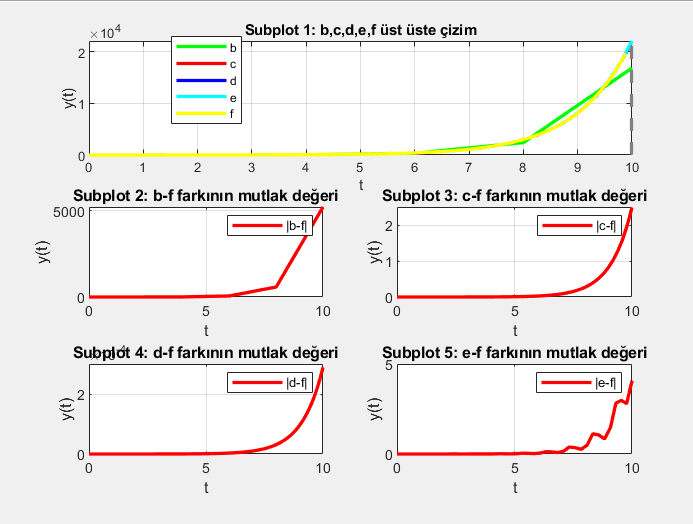 Subplot 1: b,c,d,e,f üst üste çizim
×10^4
y(t)
2
1
0
b
c
d
e
f
0 1 2 3 4 5 6 7 8 9 10
t
Subplot 2: b-f farkının mutlak değeri
y(t)
5000
0
|b-f|
0 5 10
t
Subplot 3: c-f farkının mutlak değeri
y(t)
2
1
0
|c-f|
0 5 10
t
Subplot 4: d-f farkının mutlak değeri
y(t)
2
0
|d-f|
0 5 10
t
Subplot 5: e-f farkının mutlak değeri
y(t)
5
0
|e-f|
0 5 10
t